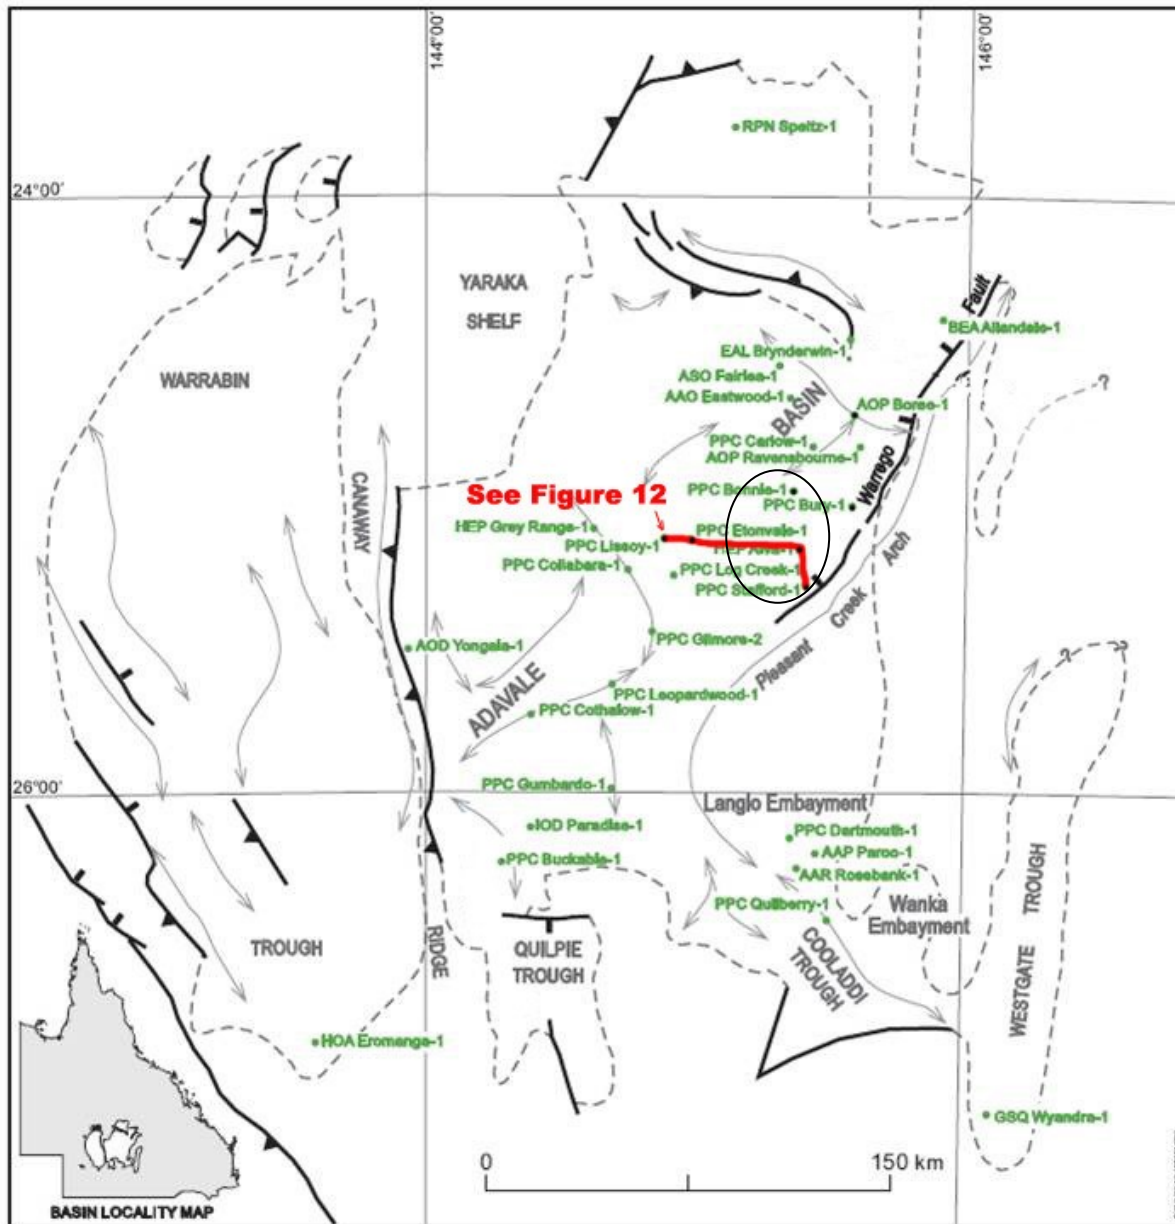 144°00'
146°00'
RPN Speitz-1
24°00'
YARAKA
SHELF
Fault
BEA Allendale-1
EAL Brynderwin-1
WARRABIN
ASO Fairlea-1
AAO Eastwood-1
BASIN
AOP Boree-1
?
PPC Carlow-1
AOP Ravensbourne-1
CANAWAY
Warrego
See Figure 12
PPC Bonnie-1
PPC Bury-1
HEP Grey Range-1
PPC Etonvale-1
PPC Lissoy-1
Arch
PPC Collabara-1
PPC Log Creek-1
PPC Stafford-1
Creek
AOD Yongala-1
PPC Gilmore-2
Pleasant
?
?
ADAVALE
PPC Leopardwood-1
PPC Cothalow-1
26°00'
PPC Gumbardo-1
Langlo Embayment
IOD Paradise-1
PPC Dartmouth-1
AAP Paroo-1
PPC Buckable-1
AAR Rosebank-1
TROUGH
PPC Quilberry-1
Wanka
Embayment
TROUGH
RIDGE
QUILPIE
TROUGH
COOLADDI
TROUGH
WESTGATE
HOA Eromanga-1
GSQ Wyandra-1
0
150 km
BASIN LOCALITY MAP